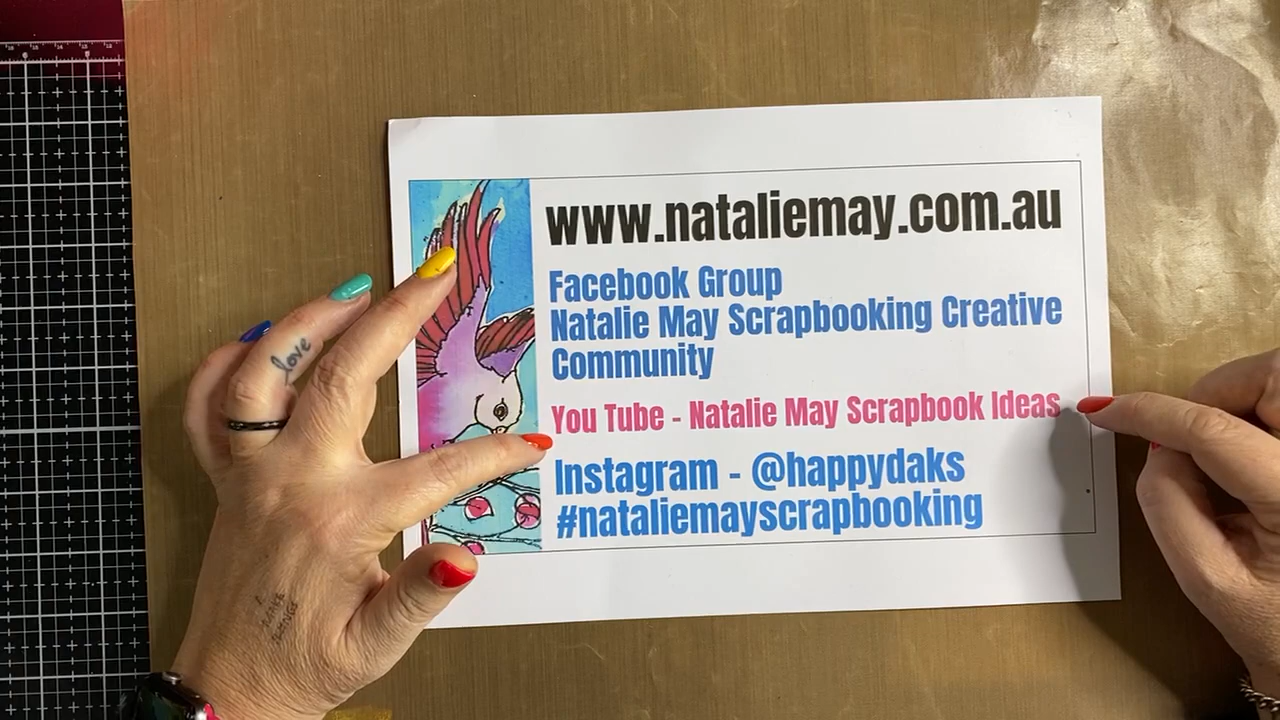 www.nataliemay.com.au
Facebook Group
Natalie May Scrapbooking Creative
Community
You Tube - Natalie May Scrapbook Ideas
Instagram - @happydaks
#nataliemayscrapbooking
love